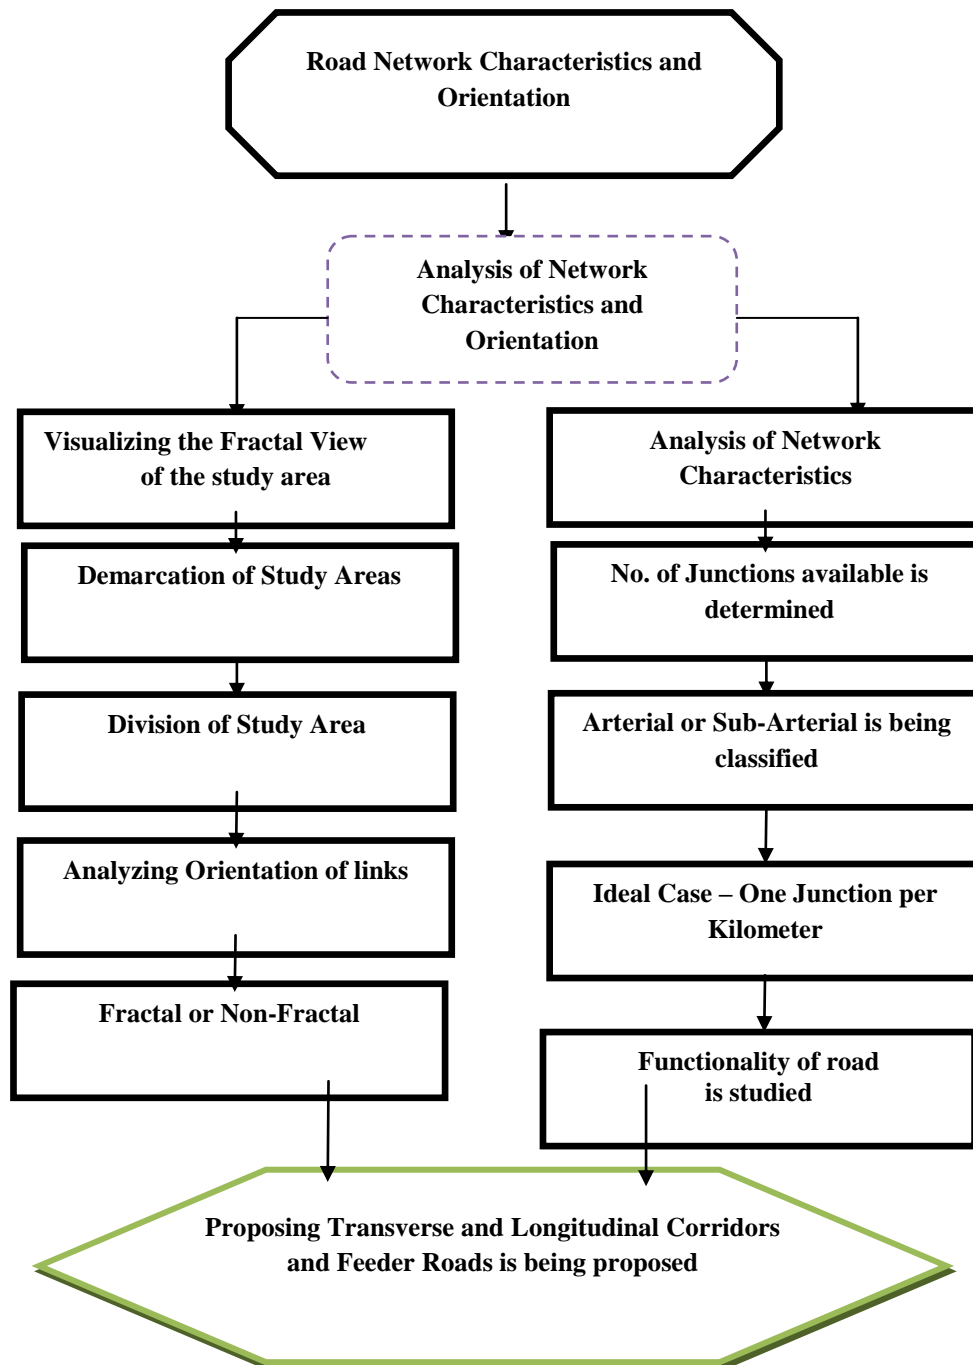 Road Network Characteristics and
Orientation
Analysis of Network
Characteristics and
Orientation
Visualizing the Fractal View
of the study area
Demarcation of Study Areas
Division of Study Area
Analyzing Orientation of links
Fractal or Non-Fractal
Analysis of Network
Characteristics
No. of Junctions available is
determined
Arterial or Sub-Arterial is being
classified
Ideal Case – One Junction per
Kilometer
Functionality of road
is studied
Proposing Transverse and Longitudinal Corridors
and Feeder Roads is being proposed